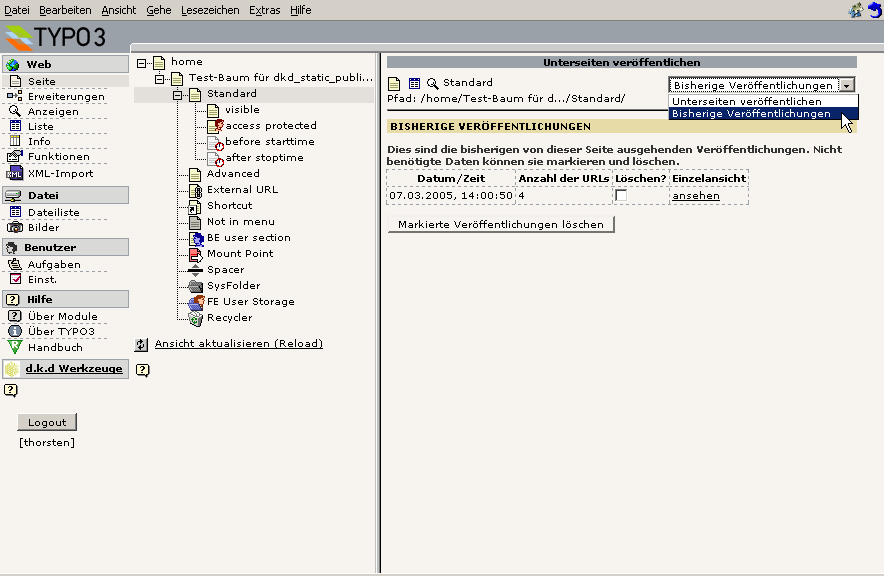 Datei Bearbeiten Ansicht Gehe Lesezeichen Extras Hilfe
TYPO3
Web
Seite
Erweiterungen
Anzeigen
Liste
Info
Funktionen
XML-Import
Datei
Dateiliste
Bilder
Benutzer
Aufgaben
Einst.
Hilfe
Über Module
Über TYPO3
Handbuch
d.k.d Werkzeuge
Logout
[thorsten]
home
Test-Baum für dkd_static_publi...
Standard
visible
access protected
before starttime
after stoptime
Advanced
External URL
Shortcut
Not in menu
BE user section
Mount Point
Spacer
SysFolder
FE User Storage
Recycler
Ansicht aktualisieren (Reload)
Unterseiten veröffentlichen
Standard
Bisherige Veröffentlichungen
Pfad: /home/Test-Baum für d.../Standard/
Unterseiten veröffentlichen
Bisherige Veröffentlichungen
BISHERIGE VERÖFFENTLICHUNGEN
Dies sind die bisherigen von dieser Seite ausgehenden Veröffentlichungen. Nicht
benötigte Daten können sie markieren und löschen.
Datum/Zeit Anzahl der URLs Löschen? Einzelansicht
07.03.2005, 14:00:50 4 ansehen
Markierte Veröffentlichungen löschen